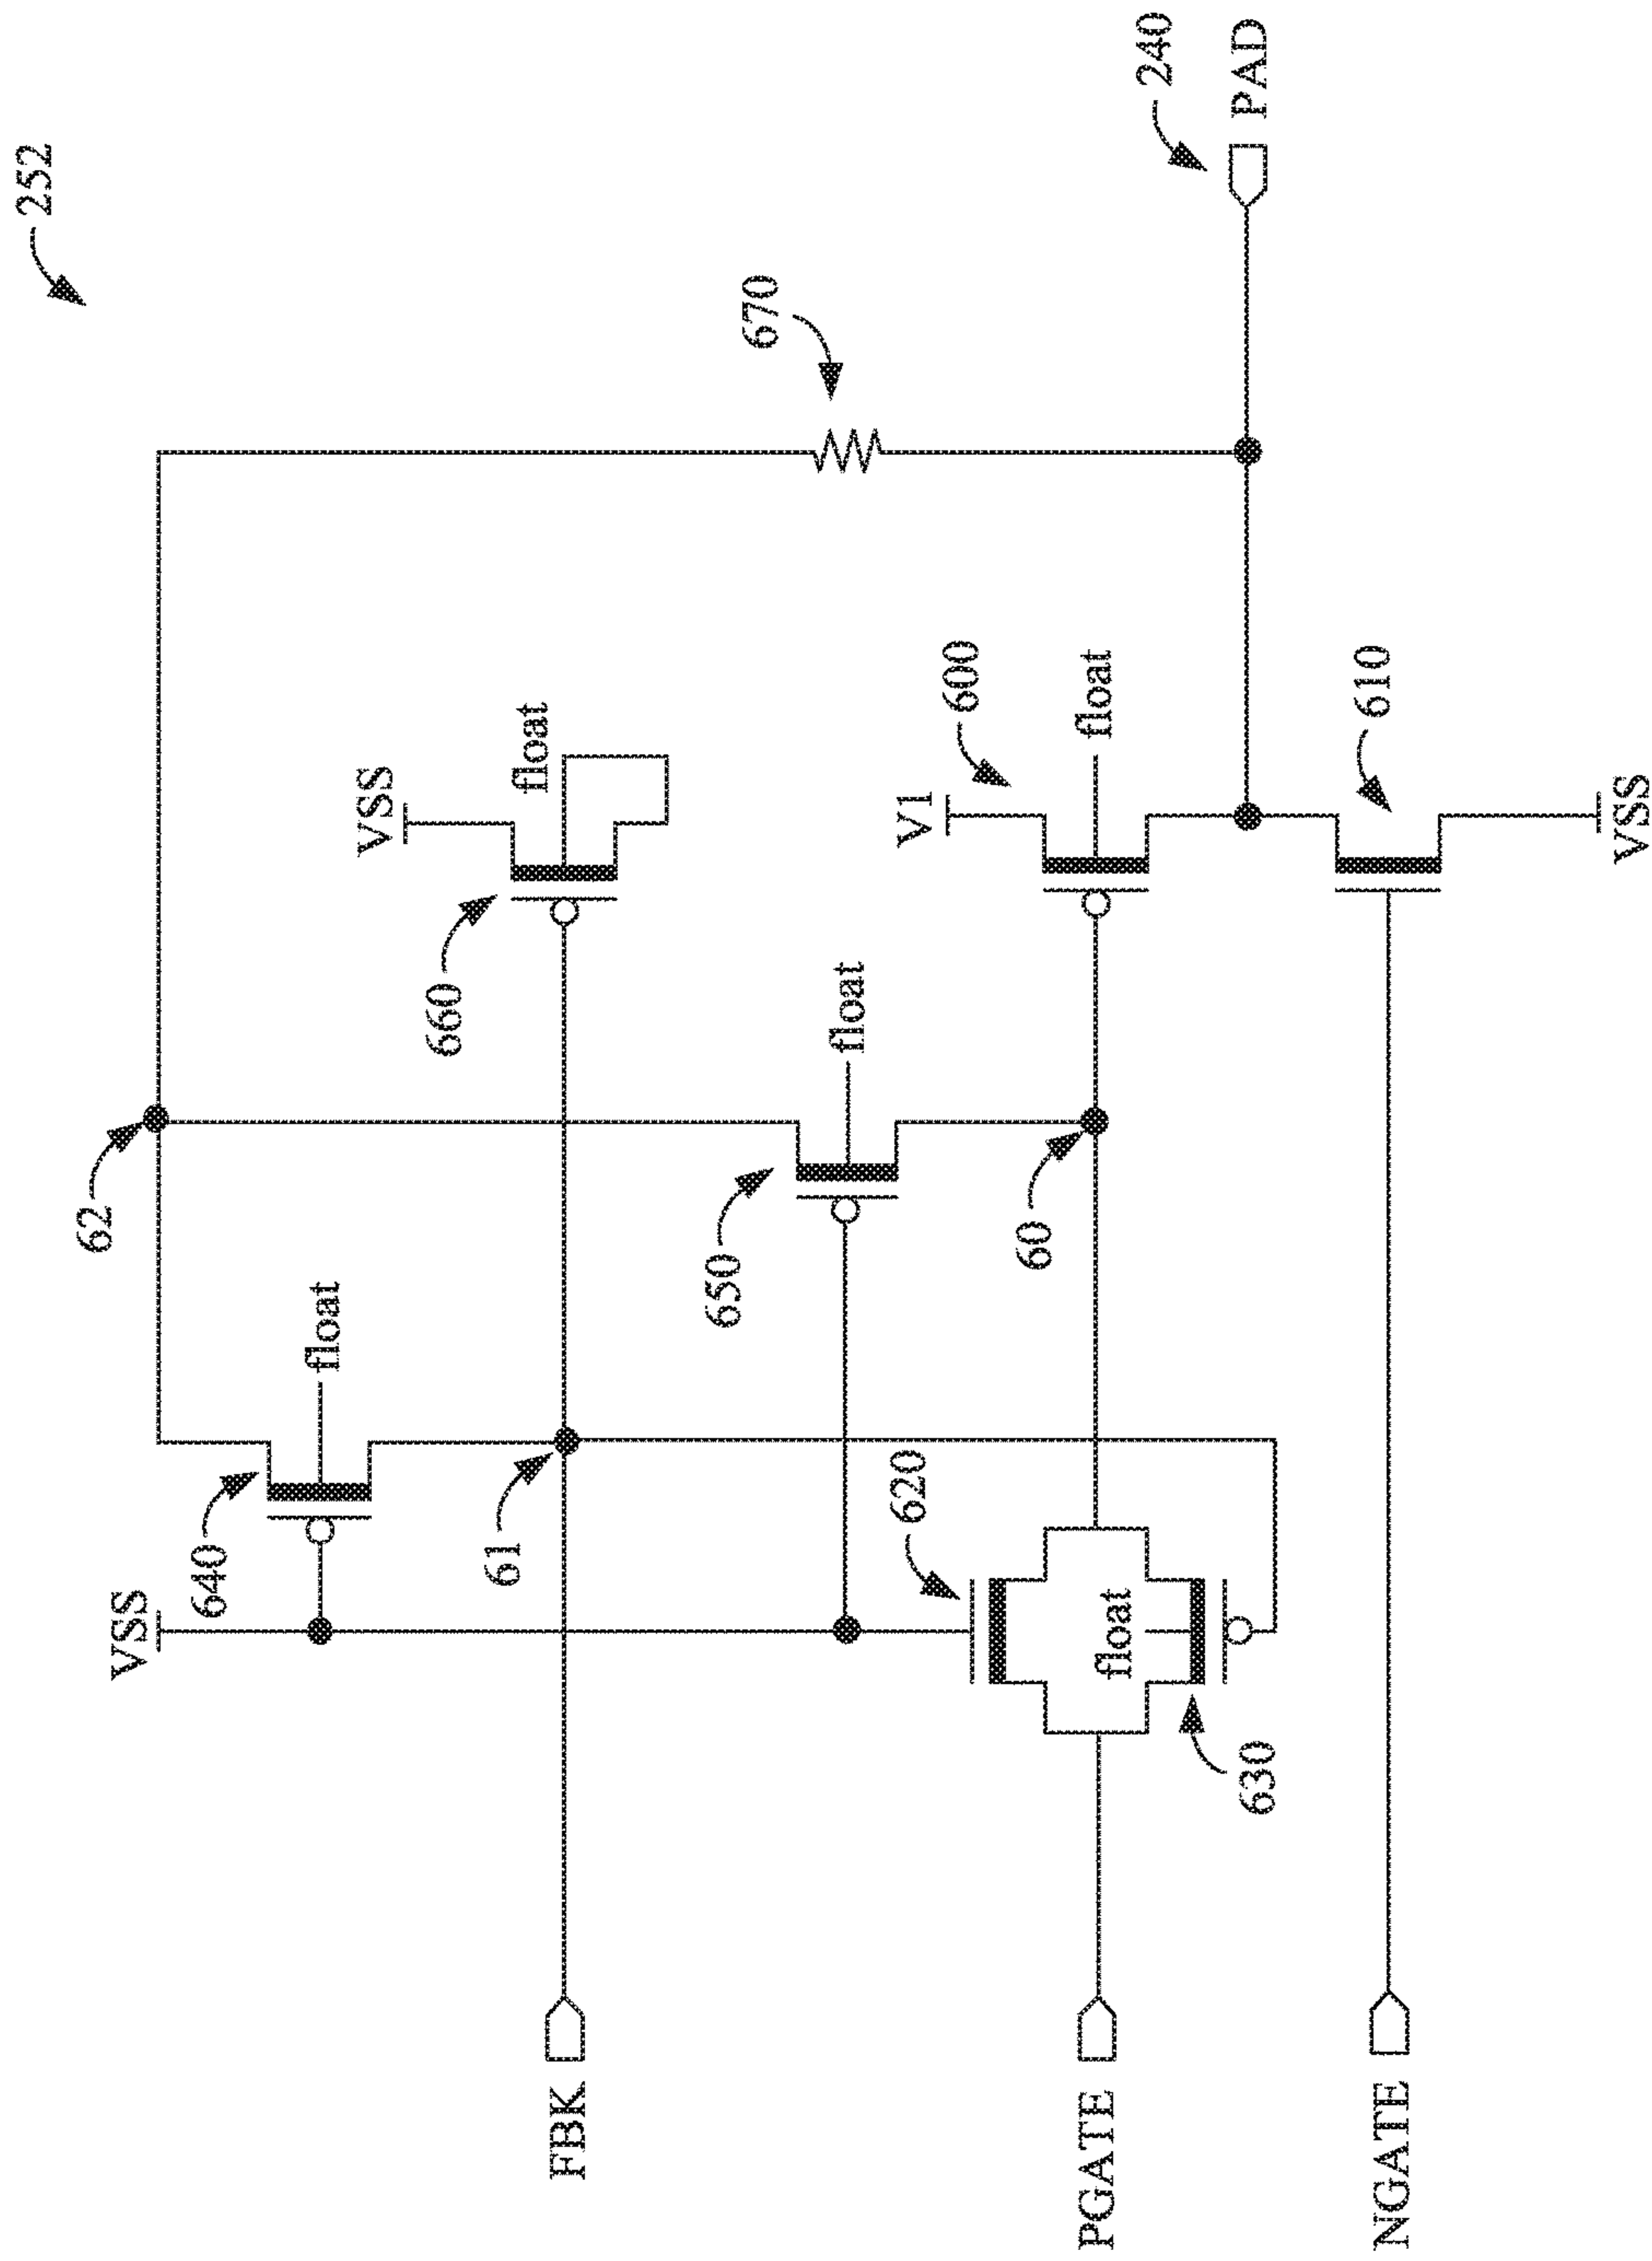 252
240
PAD
670
VSS
float
660
V1
600
float
610
VSS
62
float
650
60
float
640
VSS
61
620
float
630
FBK
PGATE
NGATE